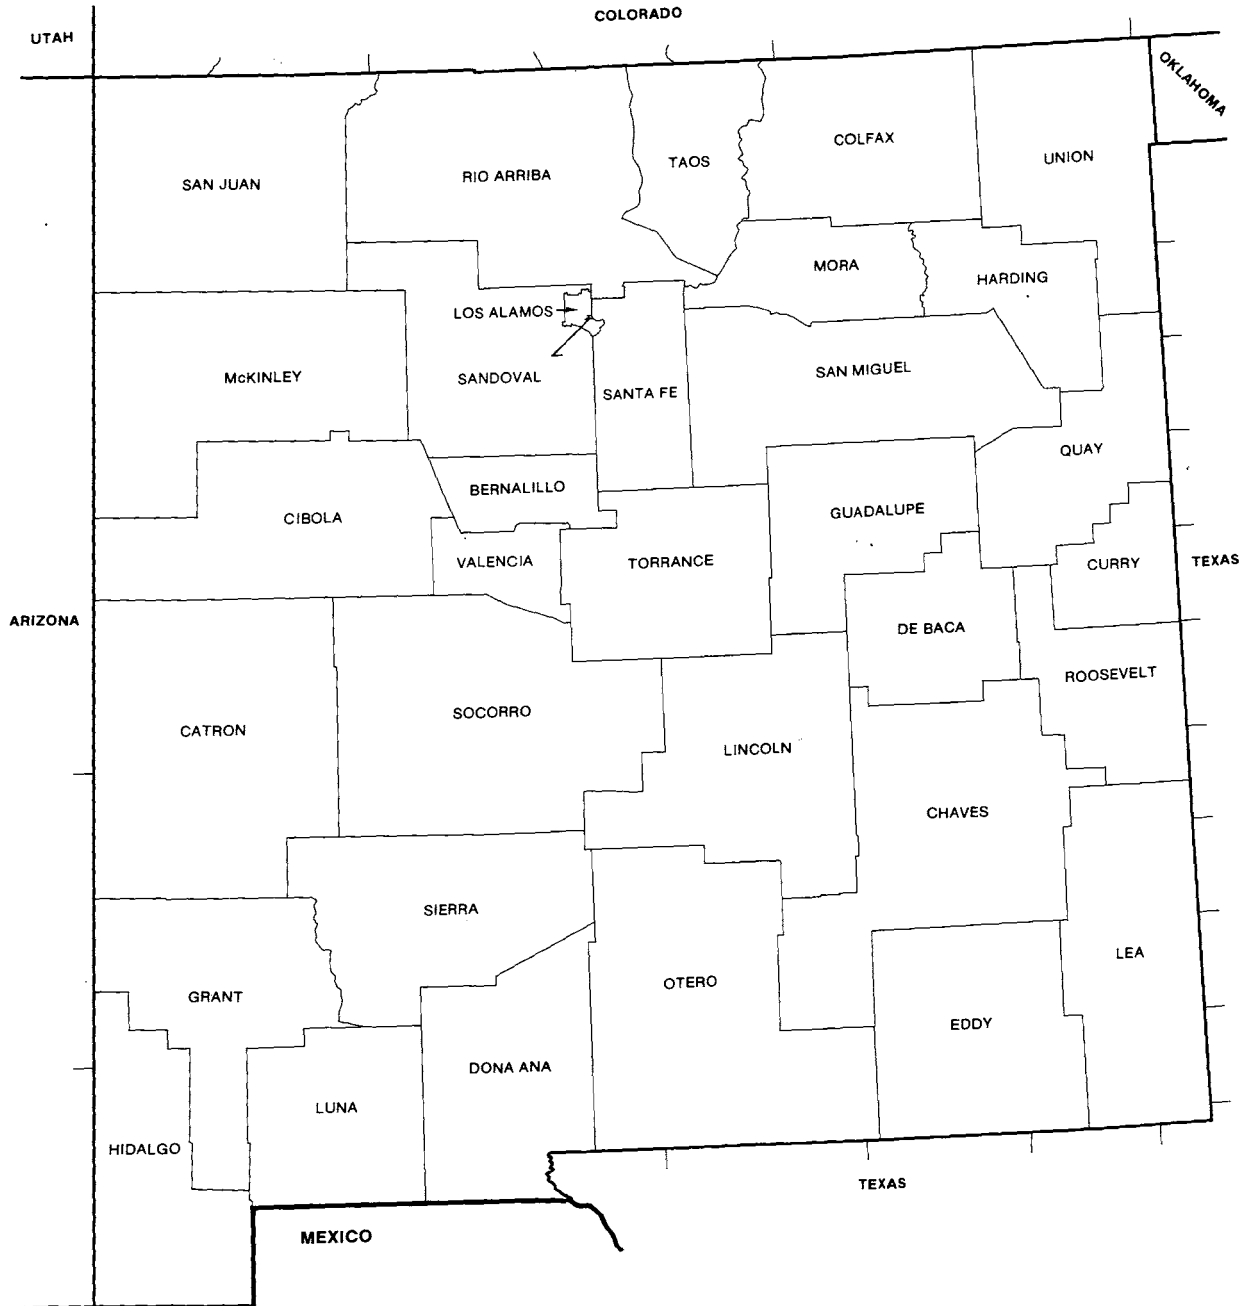 COLORADO
UTAH
OKLAHOMA
COLFAX
UNION
TAOS
RIO ARRIBA
SAN JUAN
MORA
HARDING
LOS ALAMOS
SAN MIGUEL
McKINLEY
SANDOVAL
SANTA FE
QUAY
BERNALILLO
GUADALUPE
CIBOLA
VALENCIA
TORRANCE
CURRY
TEXAS
ARIZONA
DE BACA
ROOSEVELT
SOCORRO
CATRON
LINCOLN
CHAVES
SIERRA
LEA
OTERO
GRANT
EDDY
DONA ANA
LUNA
HIDALGO
TEXAS
MEXICO